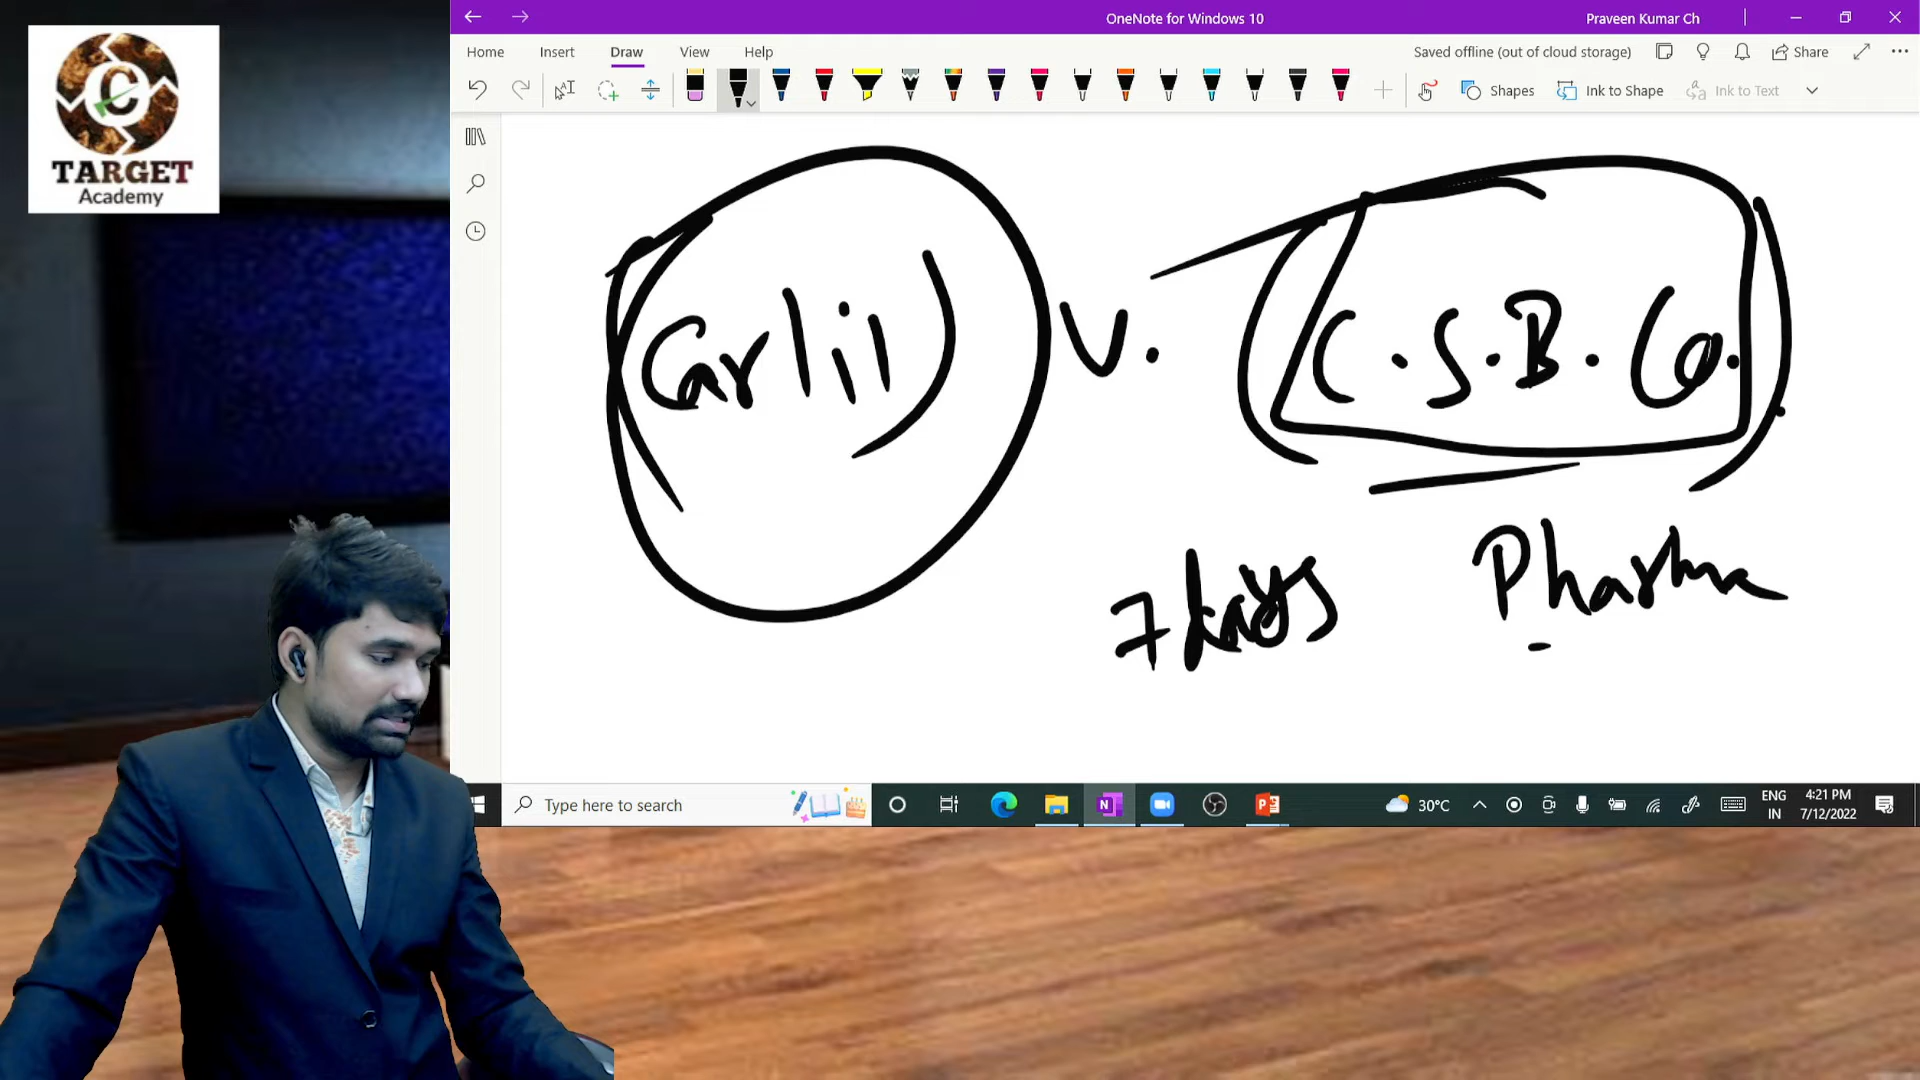 TARGET
Academy
OneNote for Windows 10
Praveen Kumar Ch
Home Insert Draw View Help
Saved offline (out of cloud storage)
Share
Shapes
Ink to Shape
Ink to Text
Carlil V. C.S.B.Co.
7 days
Pharma
Type here to search
30°C
ENG
IN
4:21 PM
7/12/2022